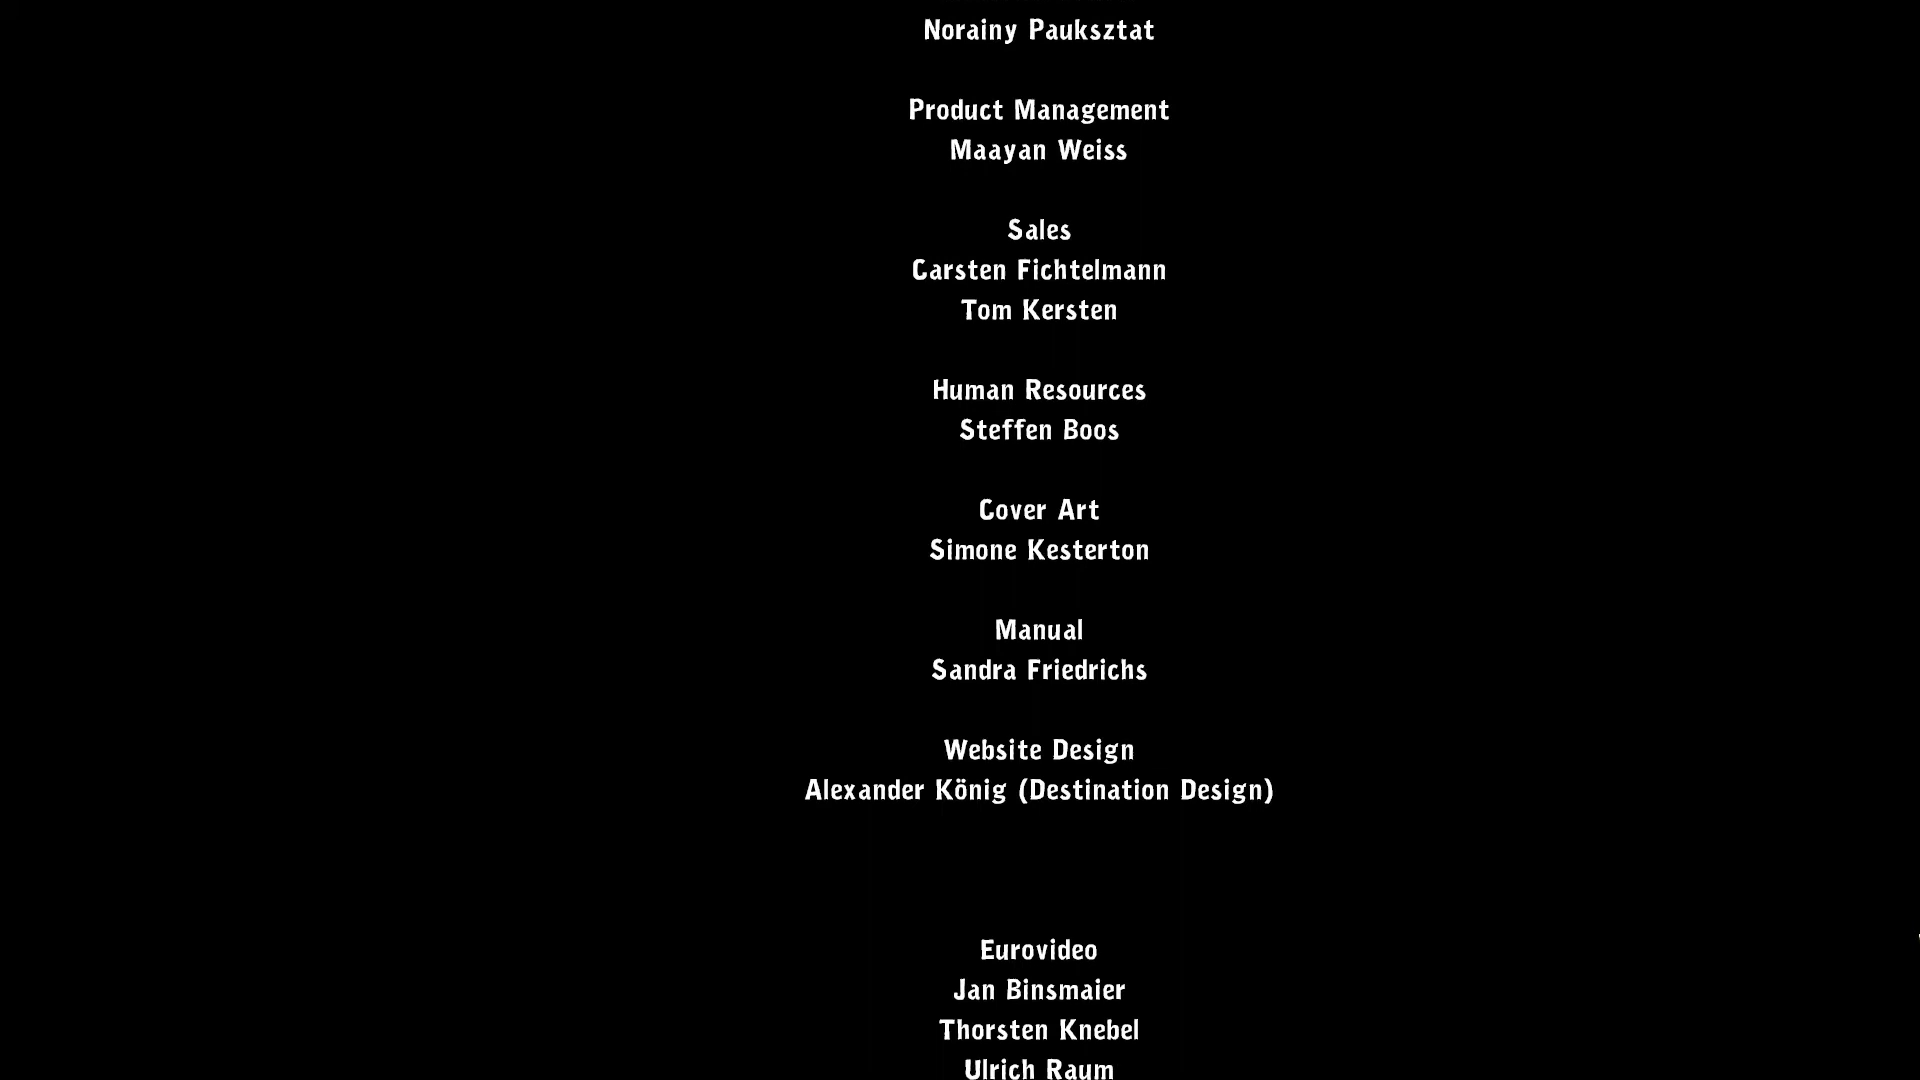 Norainy Pauksztat
Product Management
Maayan Weiss
Sales
Carsten Fichtelmann
Tom Kersten
Human Resources
Steffen Boos
Cover Art
Simone Kesterton
Manual
Sandra Friedrichs
Website Design
Alexander König (Destination Design)
Eurovideo
Jan Binsmaier
Thorsten Knebel
Ulrich Raum